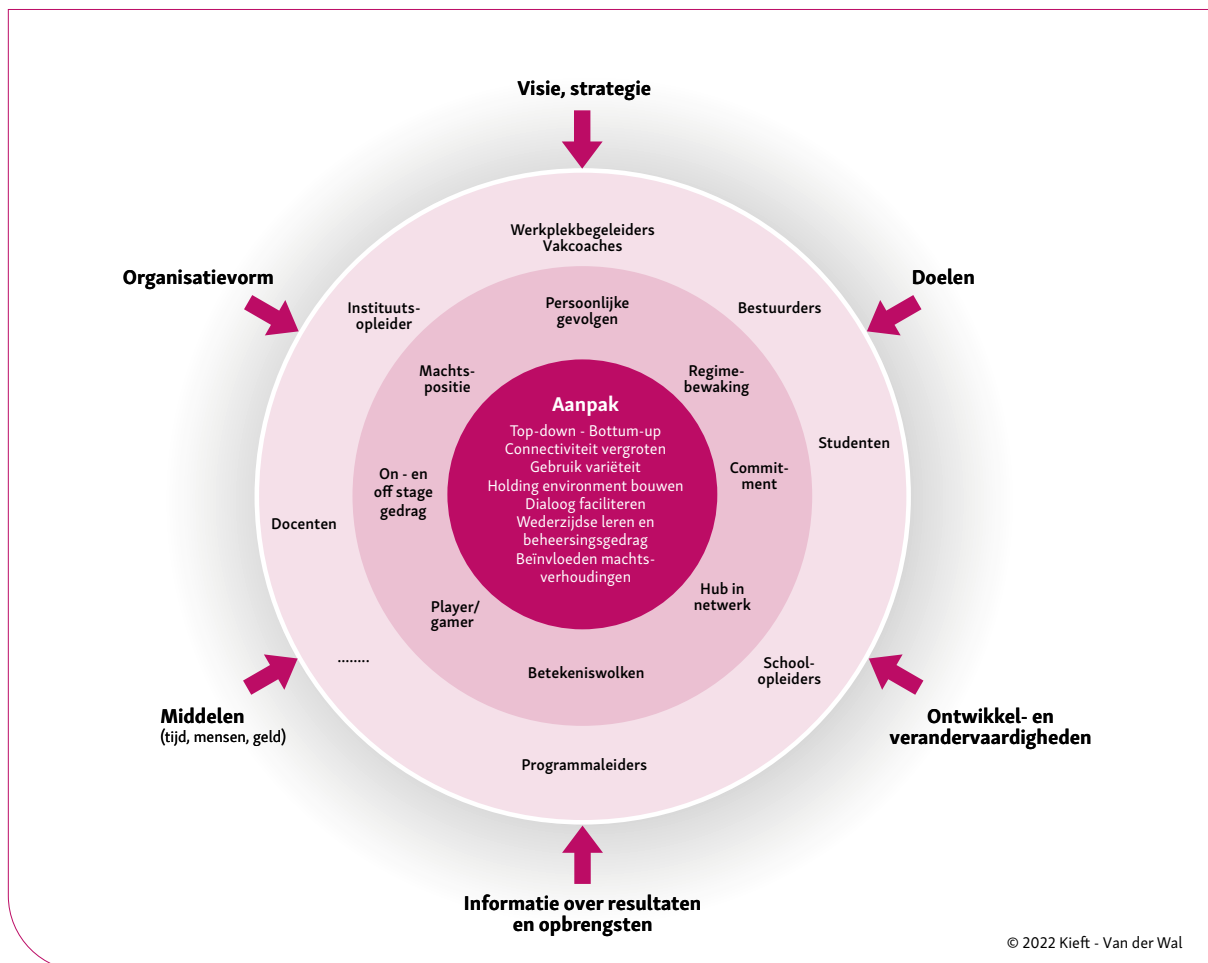 Visie, strategie
Organisatievorm
Doelen
Werkplekbegeleiders
Vakcoaches
Instituuts-
opleider
Persoonlijke
gevolgen
Bestuurders
Machts-
positie
Regime-
bewaking
Aanpak
Top-down - Bottum-up
Connectiviteit vergroten
Gebruik variëteit
Holding environment bouwen
Dialoog faciliteren
Wederzijdse leren en
beheersingsgedrag
Beïnvloeden machts-
verhoudingen
Studenten
Commit-
ment
On - en
off stage
gedrag
Docenten
Hub in
netwerk
Player/
gamer
........
Betekeniswolken
School-
opleiders
Middelen
(tijd, mensen, geld)
Ontwikkel- en
verandervaardigheden
Programmaleiders
Informatie over resultaten
en opbrengsten
© 2022 Kieft - Van der Wal